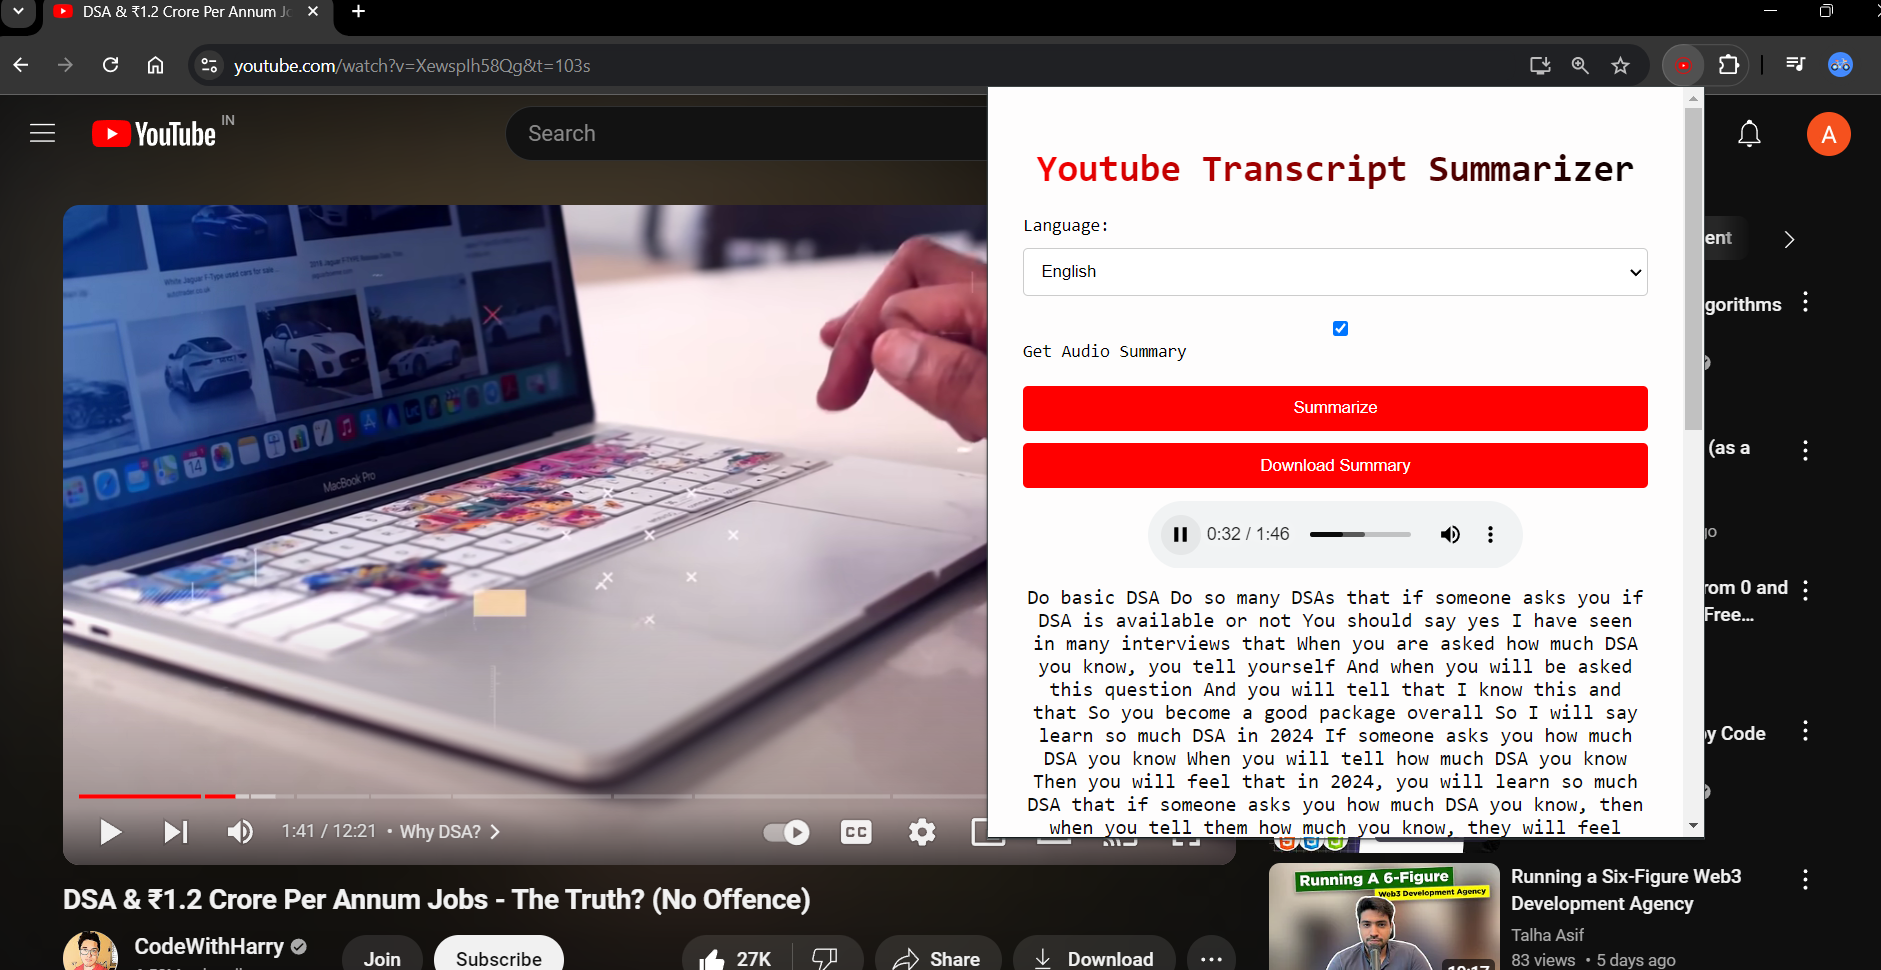 DSA & ₹1.2 Crore Per Annum Jo
youtube.com/watch?v=XewspIh58Qg&t=103s
YouTube IN
Search
A
Youtube Transcript Summarizer
Language:
English
Get Audio Summary
Summarize
Download Summary
0:32 / 1:46
Do basic DSA Do so many DSAs that if someone asks you if
DSA is available or not You should say yes I have seen
in many interviews that When you are asked how much DSA
you know, you tell yourself And when you will be asked
this question And you will tell that I know this and
that So you become a good package overall So I will say
learn so much DSA in 2024 If someone asks you how much
DSA you know When you will tell how much DSA you know
Then you will feel that in 2024, you will learn so much
DSA that if someone asks you how much DSA you know, then
when you tell them how much you know, they will feel
ent
gorithms
(as a
go
rom 0 and
Free...
by Code
MacBook Pro
1:41 / 12:21 • Why DSA?
CC
DSA & ₹1.2 Crore Per Annum Jobs - The Truth? (No Offence)
CodeWithHarry
Join
Subscribe
27K
Share
Download
Running A 6-Figure
Web3 Development Agency
Running a Six-Figure Web3
Development Agency
Talha Asif
83 views • 5 days ago